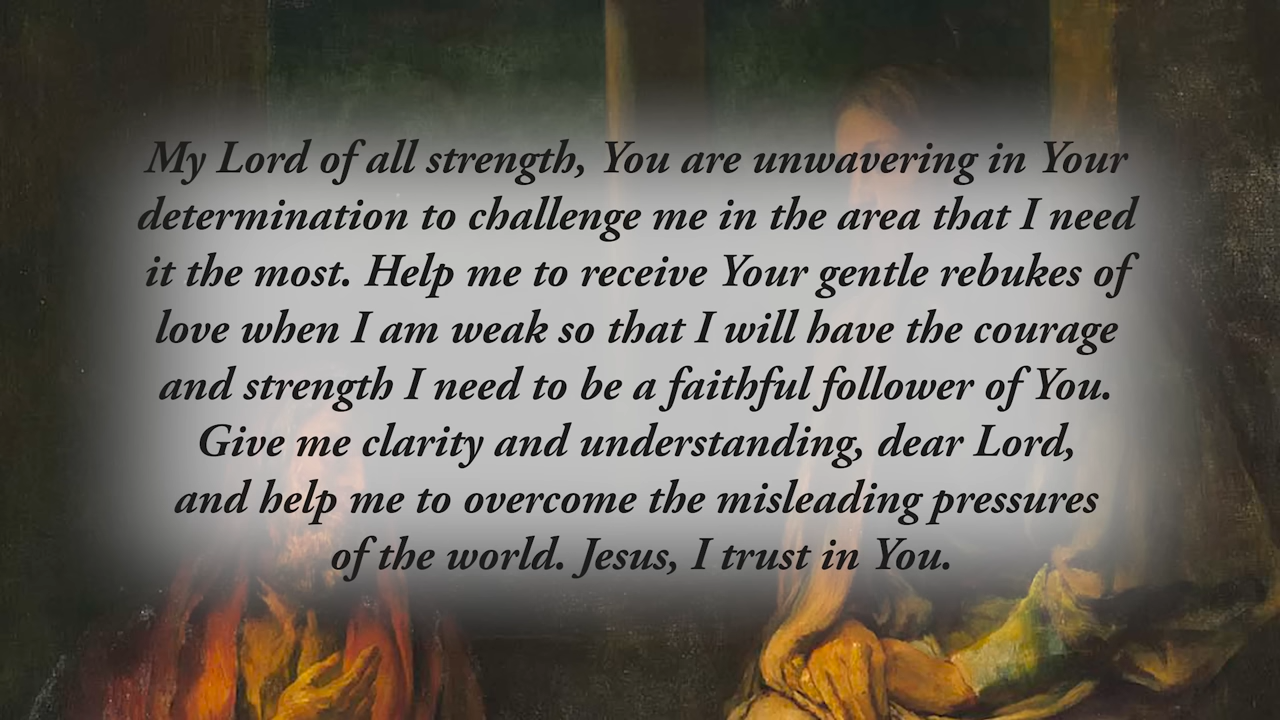 My Lord of all strength, You are unwavering in Your
determination to challenge me in the area that I need
it the most. Help me to receive Your gentle rebukes of
love when I am weak so that I will have the courage
and strength I need to be a faithful follower of You.
Give me clarity and understanding, dear Lord,
and help me to overcome the misleading pressures
of the world. Jesus, I trust in You.